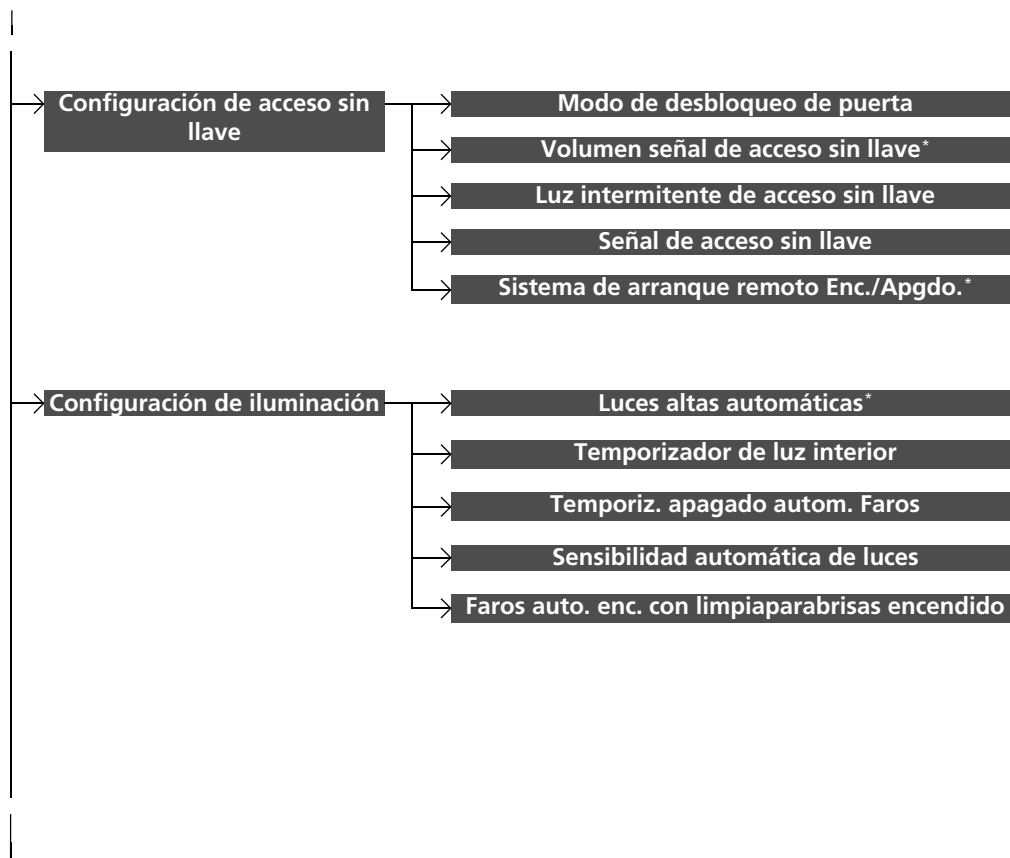 Configuración de acceso sin
llave
Modo de desbloqueo de puerta
Volumen señal de acceso sin llave*
Luz intermitente de acceso sin llave
Señal de acceso sin llave
Sistema de arranque remoto Enc./Apgdo.*
Configuración de iluminación
Luces altas automáticas*
Temporizador de luz interior
Temporiz. apagado autom. Faros
Sensibilidad automática de luces
Faros auto. enc. con limpiaparabrisas encendido